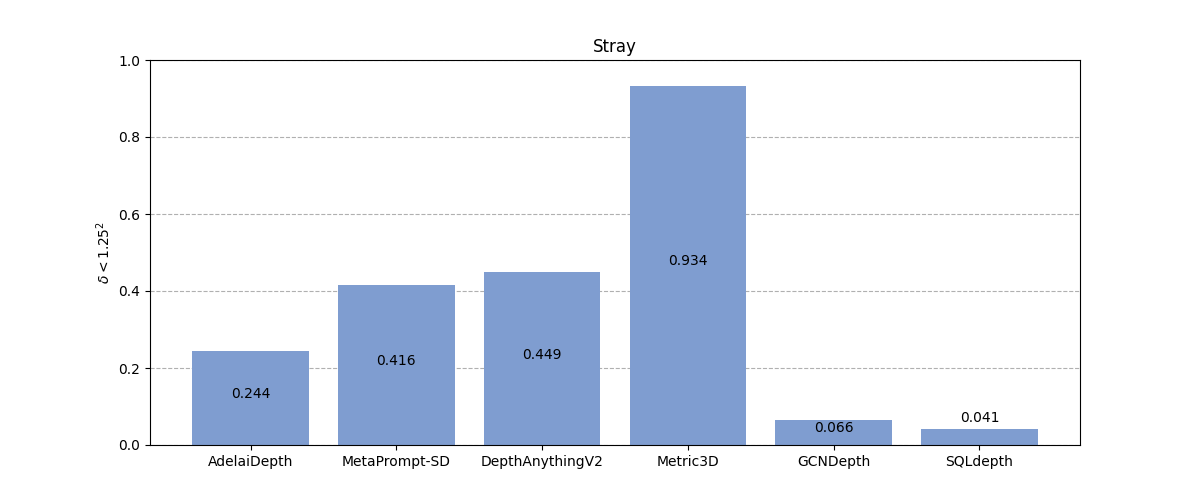 Stray
δ < 1.25²
1.0
0.8
0.6
0.4
0.2
0.0
0.244
0.416
0.449
0.934
0.066
0.041
AdelaiDepth
MetaPrompt-SD
DepthAnythingV2
Metric3D
GCNDepth
SQLdepth